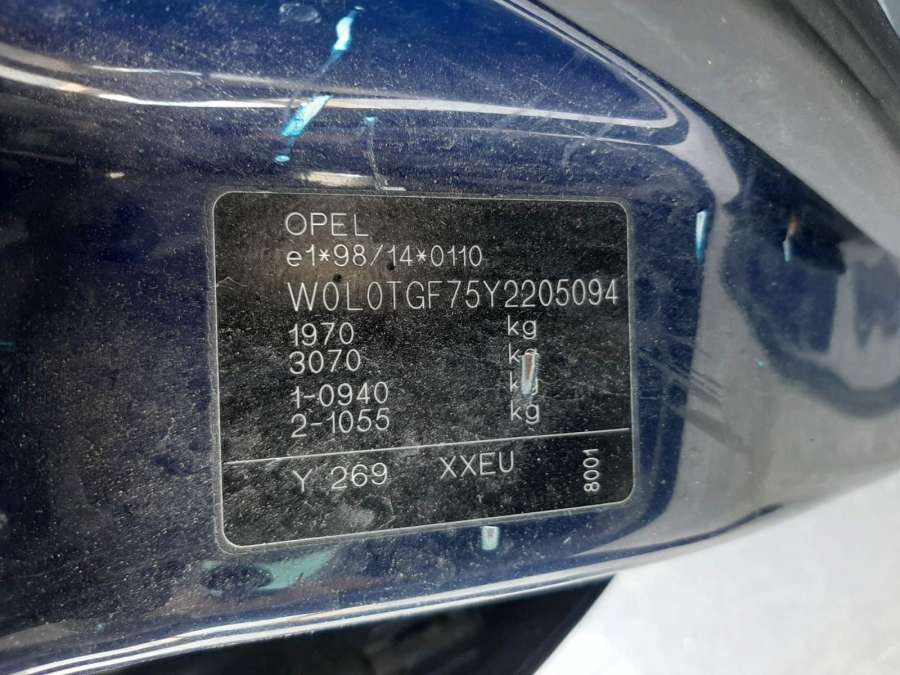 OPEL
e1*98/14*0110
W0L0TGF75Y2205094
1970 kg
3070 kg
1-0940 kg
2-1055 kg
Y 269 XXEU
8001